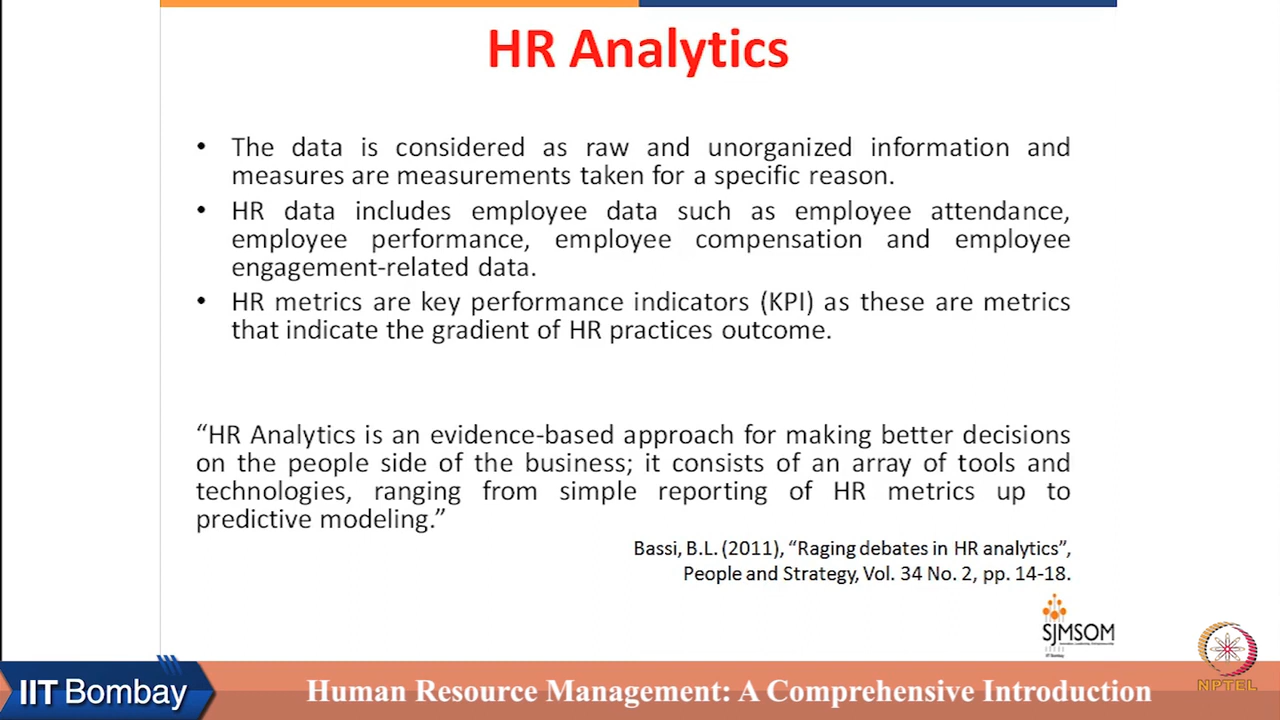 HR Analytics
• The data is considered as raw and unorganized information and
measures are measurements taken for a specific reason.
• HR data includes employee data such as employee attendance,
employee performance, employee compensation and employee
engagement-related data.
• HR metrics are key performance indicators (KPI) as these are metrics
that indicate the gradient of HR practices outcome.
“HR Analytics is an evidence-based approach for making better decisions
on the people side of the business; it consists of an array of tools and
technologies, ranging from simple reporting of HR metrics up to
predictive modeling.”
Bassi, B.L. (2011), “Raging debates in HR analytics”,
People and Strategy, Vol. 34 No. 2, pp. 14-18.
SJMSOM
IIT Bombay
NPTEL
IIT Bombay
Human Resource Management: A Comprehensive Introduction